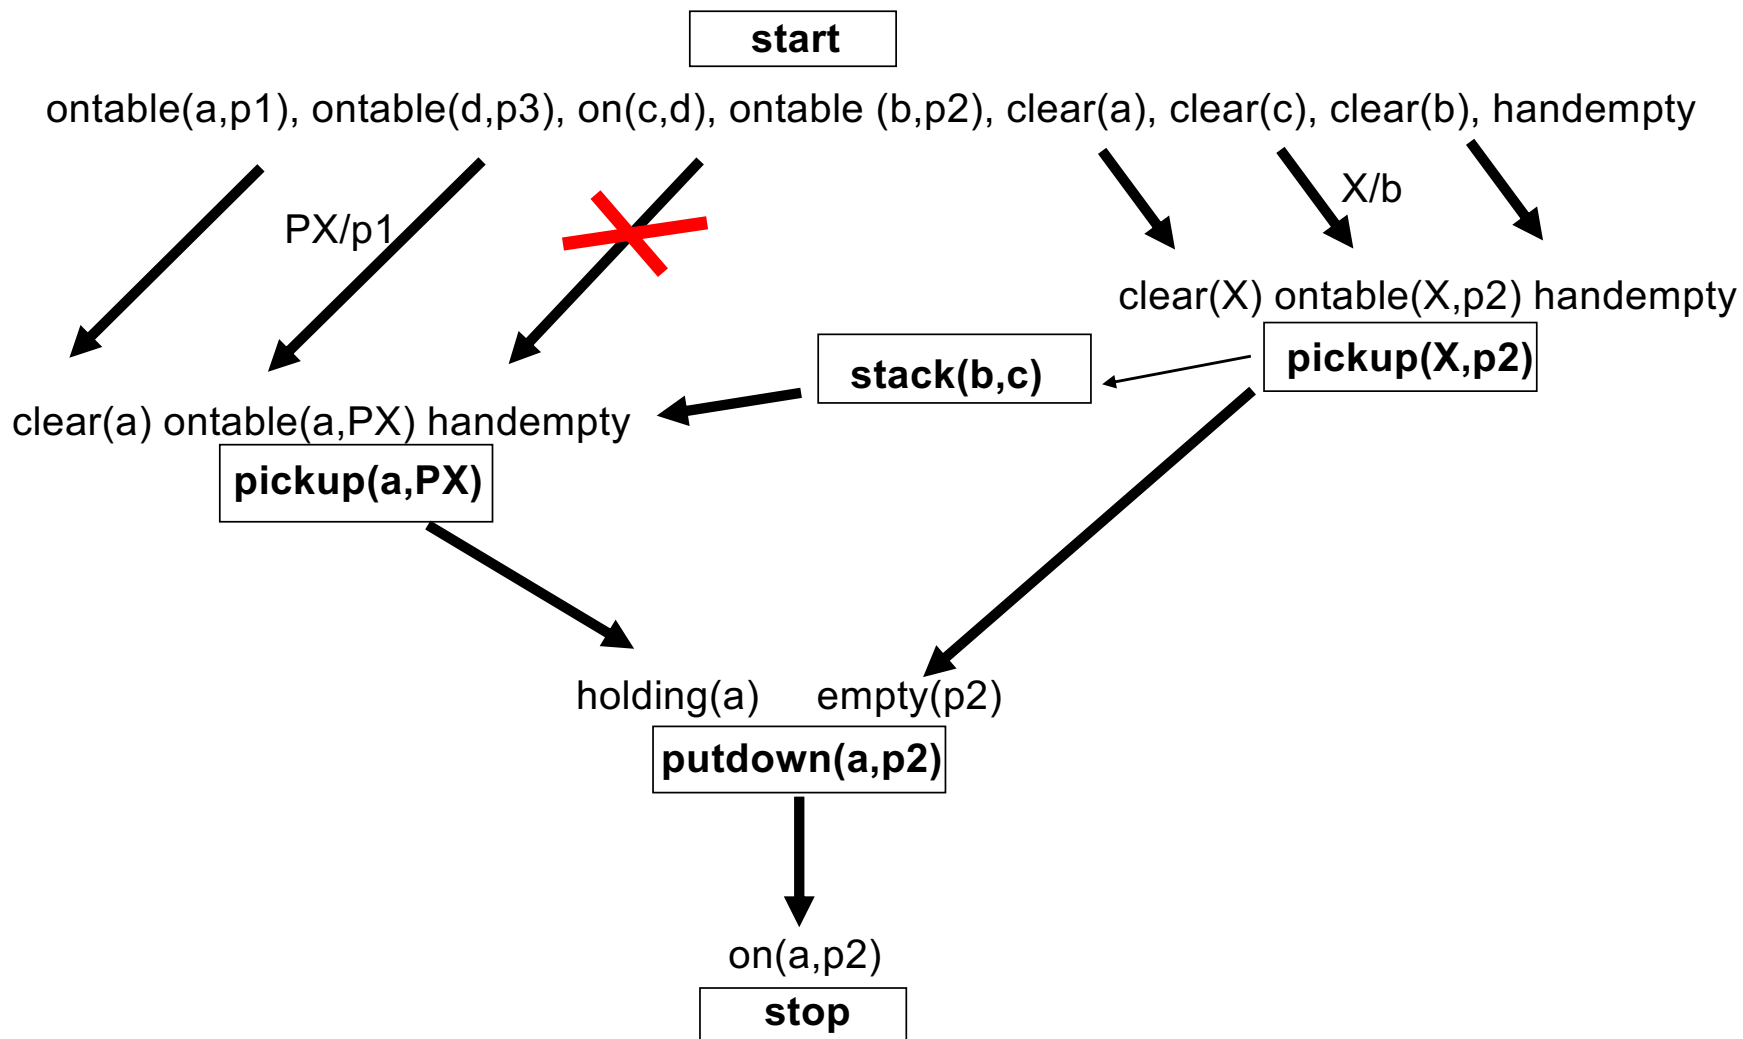 start
ontable(a,p1), ontable(d,p3), on(c,d), ontable (b,p2), clear(a), clear(c), clear(b), handempty
X/b
PX/p1
clear(X) ontable(X,p2) handempty
pickup(X,p2)
stack(b,c)
clear(a) ontable(a,PX) handempty
pickup(a,PX)
holding(a) empty(p2)
putdown(a,p2)
on(a,p2)
stop